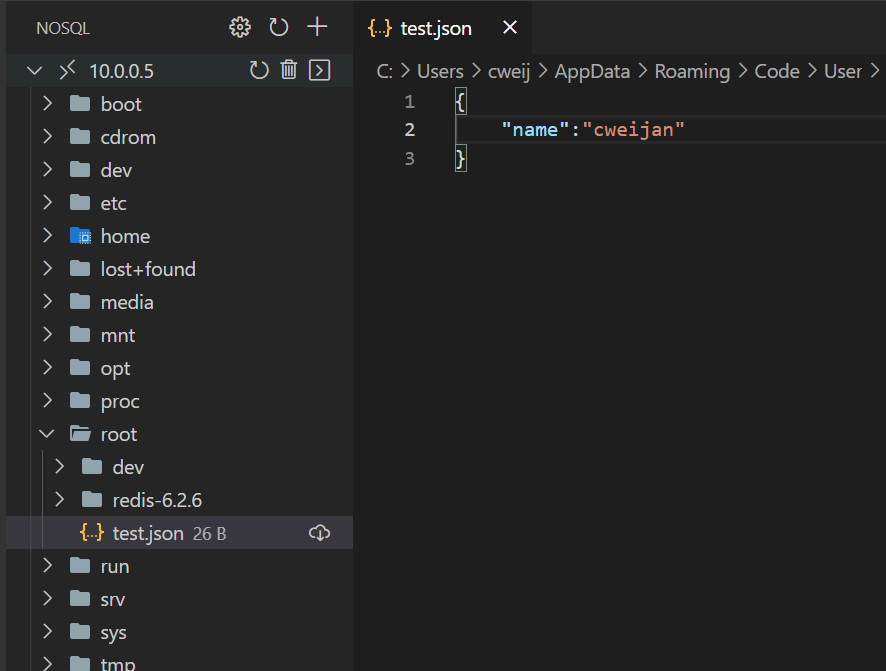 NOSQL
10.0.0.5
boot
cdrom
dev
etc
home
lost+found
media
mnt
opt
proc
root
dev
redis-6.2.6
test.json 26 B
run
srv
sys
tmp
{..} test.json
C: > Users > cweij > AppData > Roaming > Code > User >
1 {
2 "name":"cweijan"
3 }